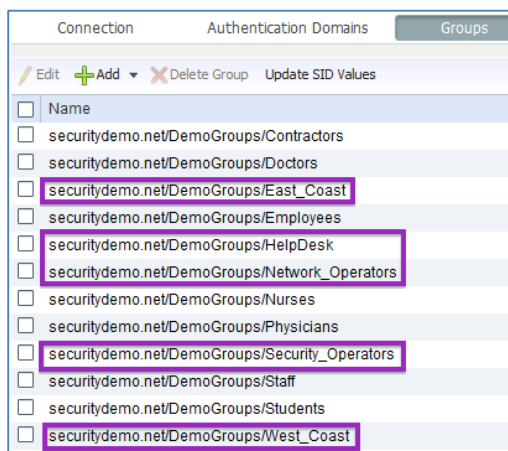 Connection Authentication Domains Groups
Edit Add Delete Group Update SID Values
Name
securitydemo.net/DemoGroups/Contractors
securitydemo.net/DemoGroups/Doctors
securitydemo.net/DemoGroups/East_Coast
securitydemo.net/DemoGroups/Employees
securitydemo.net/DemoGroups/HelpDesk
securitydemo.net/DemoGroups/Network_Operators
securitydemo.net/DemoGroups/Nurses
securitydemo.net/DemoGroups/Physicians
securitydemo.net/DemoGroups/Security_Operators
securitydemo.net/DemoGroups/Staff
securitydemo.net/DemoGroups/Students
securitydemo.net/DemoGroups/West_Coast